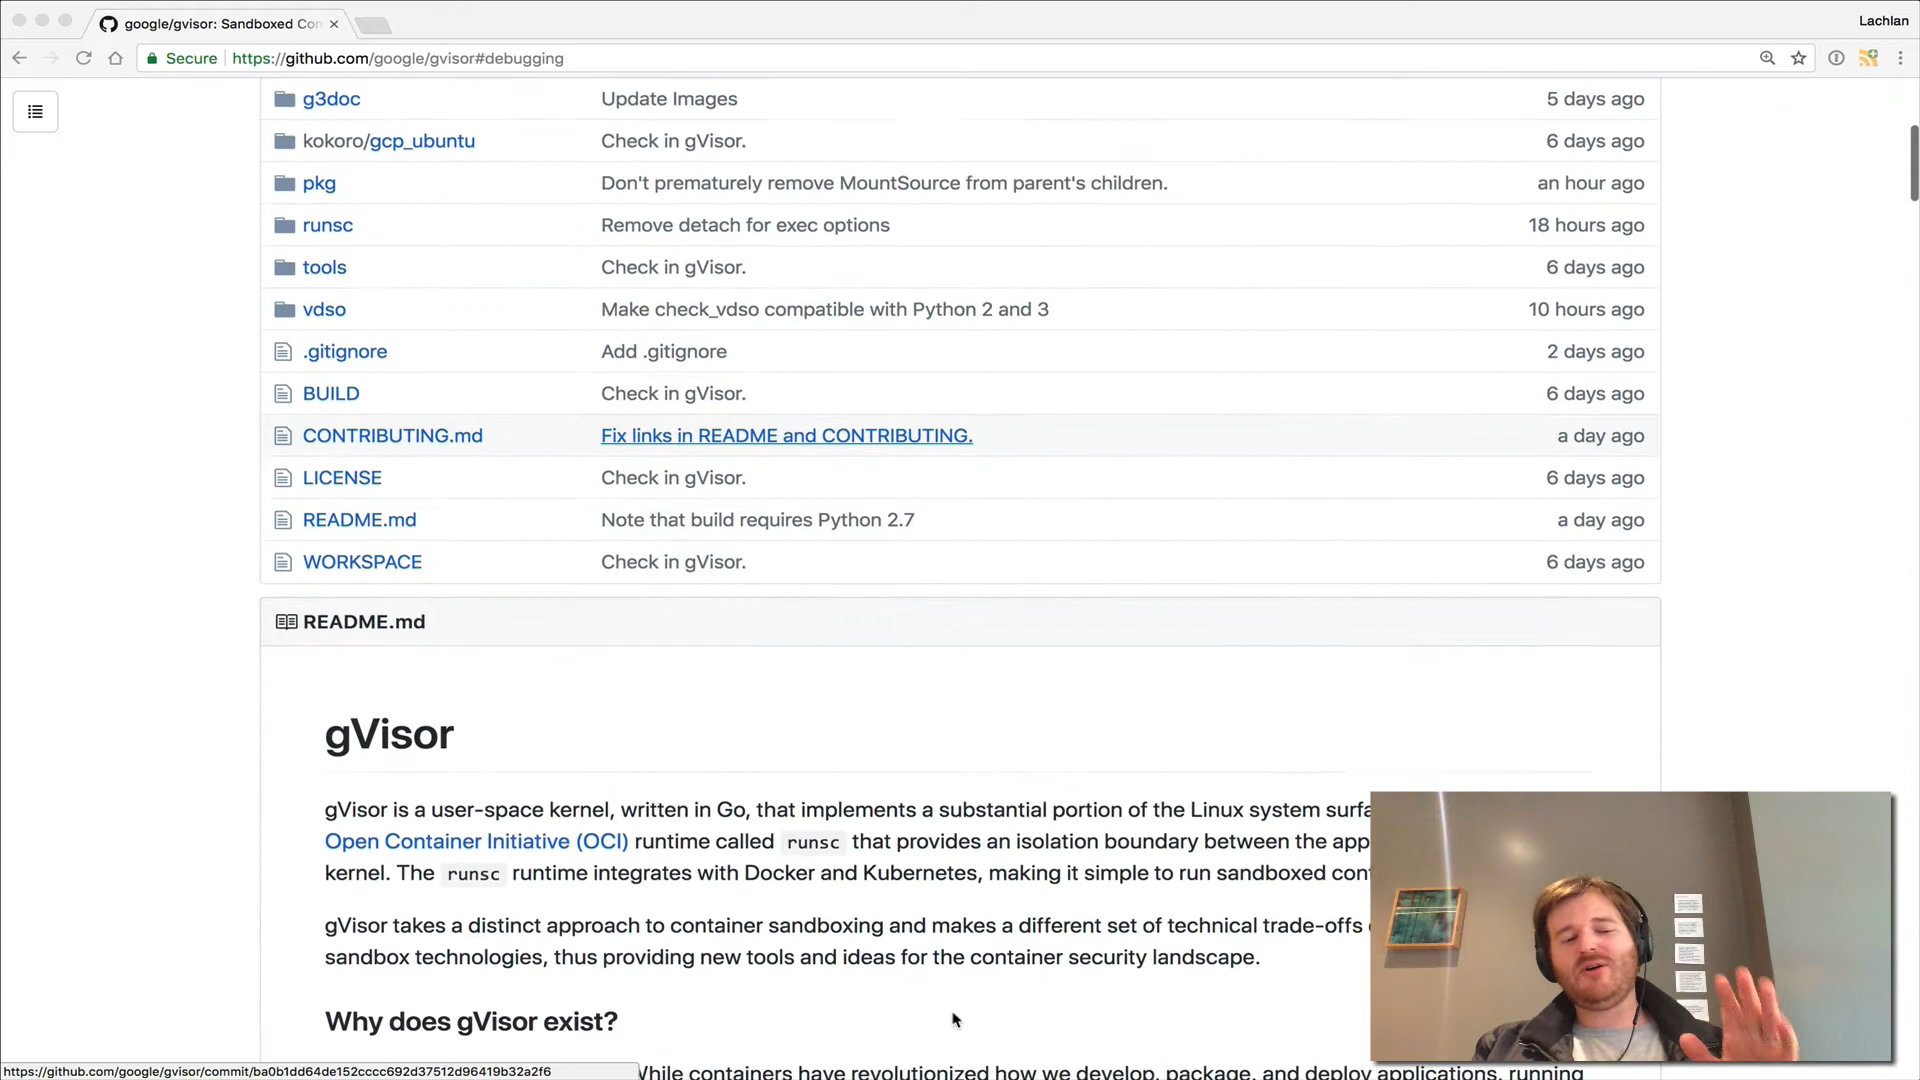 google/gvisor: Sandboxed Con
Lachlan
Secure https://github.com/google/gvisor#debugging
g3doc Update Images 5 days ago
kokoro/gcp_ubuntu Check in gVisor. 6 days ago
pkg Don't prematurely remove MountSource from parent's children. an hour ago
runsc Remove detach for exec options 18 hours ago
tools Check in gVisor. 6 days ago
vdso Make check_vdso compatible with Python 2 and 3 10 hours ago
.gitignore Add .gitignore 2 days ago
BUILD Check in gVisor. 6 days ago
CONTRIBUTING.md Fix links in README and CONTRIBUTING. a day ago
LICENSE Check in gVisor. 6 days ago
README.md Note that build requires Python 2.7 a day ago
WORKSPACE Check in gVisor. 6 days ago
README.md
gVisor
gVisor is a user-space kernel, written in Go, that implements a substantial portion of the Linux system surfa
Open Container Initiative (OCI) runtime called runsc that provides an isolation boundary between the app
kernel. The runsc runtime integrates with Docker and Kubernetes, making it simple to run sandboxed cont
gVisor takes a distinct approach to container sandboxing and makes a different set of technical trade-offs
sandbox technologies, thus providing new tools and ideas for the container security landscape.
Why does gVisor exist?
While containers have revolutionized how we develop, package, and deploy applications, running
https://github.com/google/gvisor/commit/ba0b1dd64de152cccc692d37512d96419b32a2f6